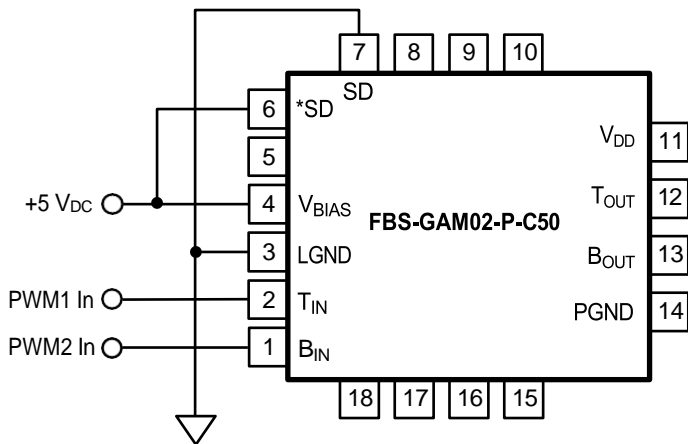 7 8 9 10
SD
6 *SD
5
V_DD 11
+5 V_DC 4 V_BIAS
T_OUT 12
FBS-GAM02-P-C50
3 LGND
B_OUT 13
PWM1 In 2 T_IN
PGND 14
PWM2 In 1 B_IN
18 17 16 15